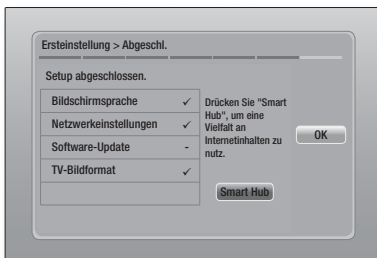 Ersteinstellung > Abgeschl.
Setup abgeschlossen.
Bildschirmsprache ✓
Netzwerkeinstellungen ✓
Software-Update -
TV-Bildformat ✓
Drücken Sie "Smart
Hub", um eine
Vielfalt an
Internetinhalten zu
nutz.
Smart Hub
OK